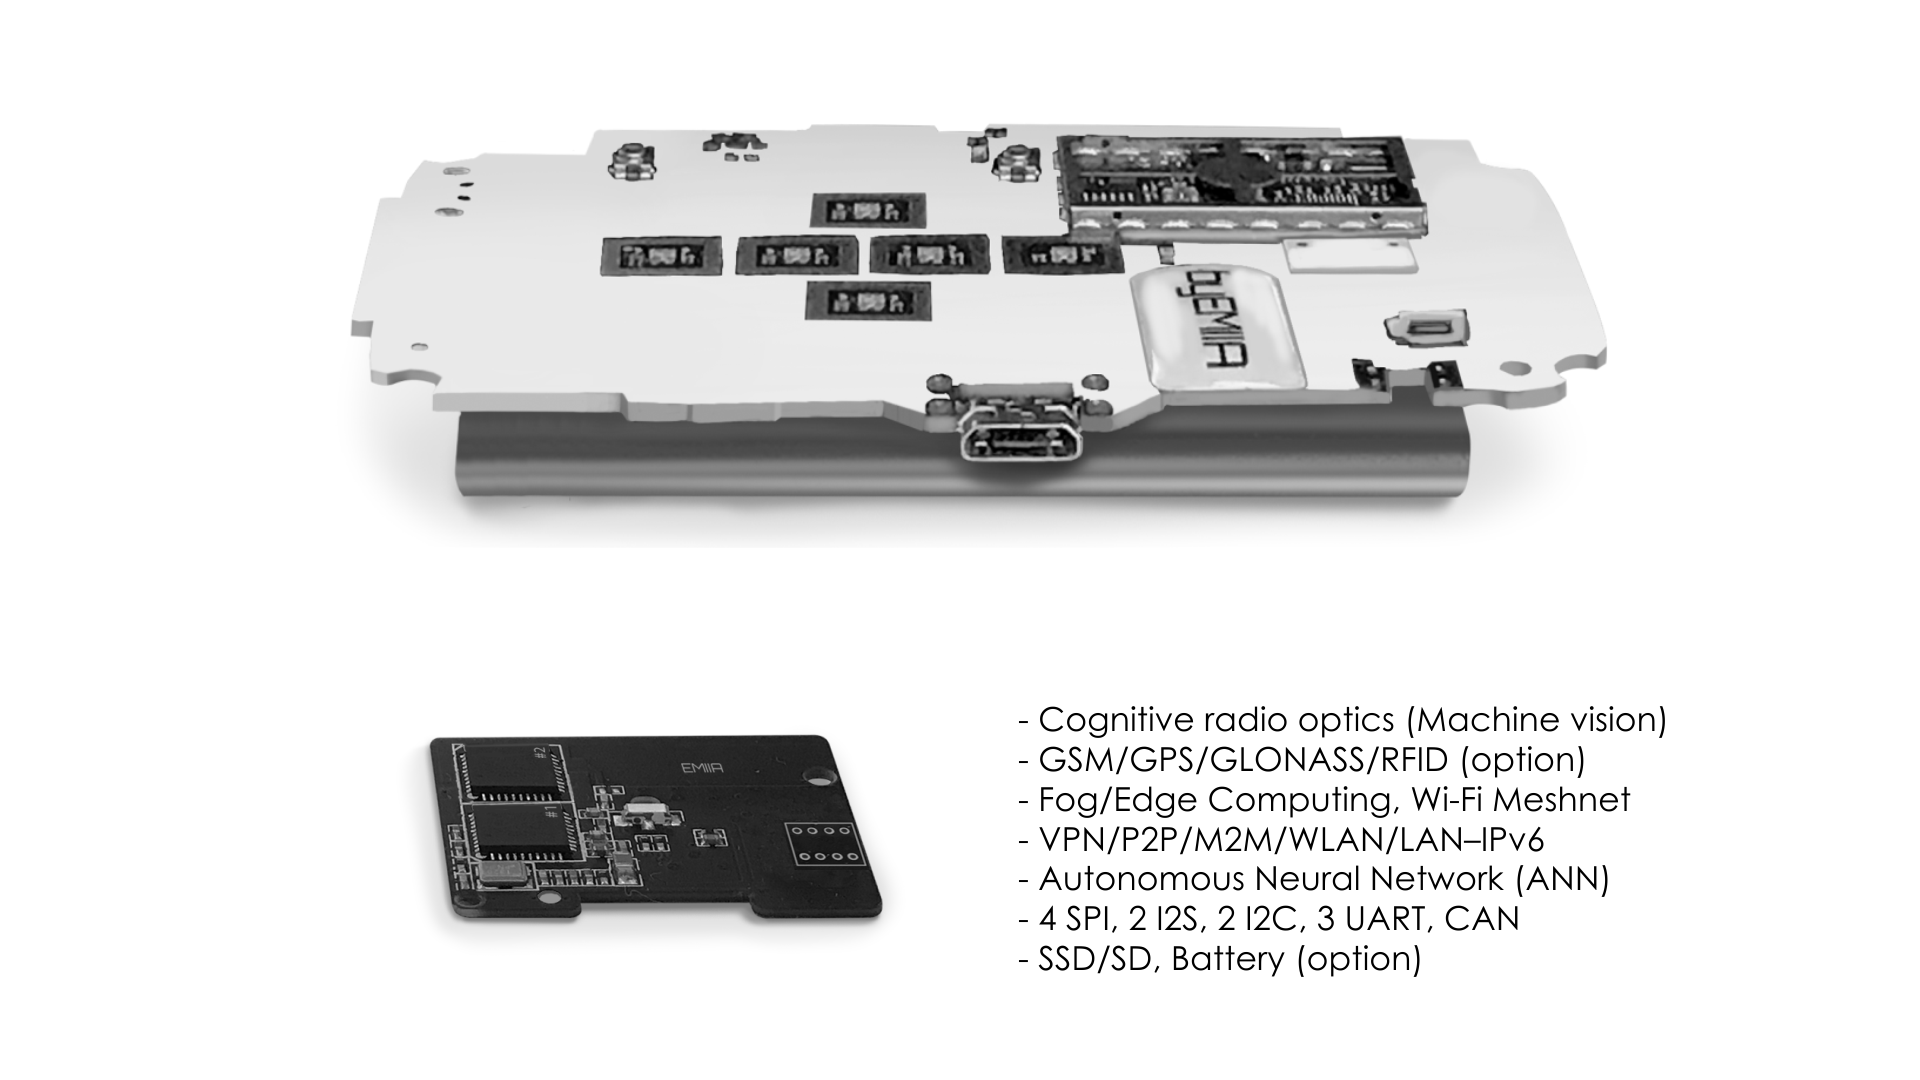 byEMIIA
#2
EMIIA
#1
- Cognitive radio optics (Machine vision)
- GSM/GPS/GLONASS/RFID (option)
- Fog/Edge Computing, Wi-Fi Meshnet
- VPN/P2P/M2M/WLAN/LAN–IPv6
- Autonomous Neural Network (ANN)
- 4 SPI, 2 I2S, 2 I2C, 3 UART, CAN
- SSD/SD, Battery (option)